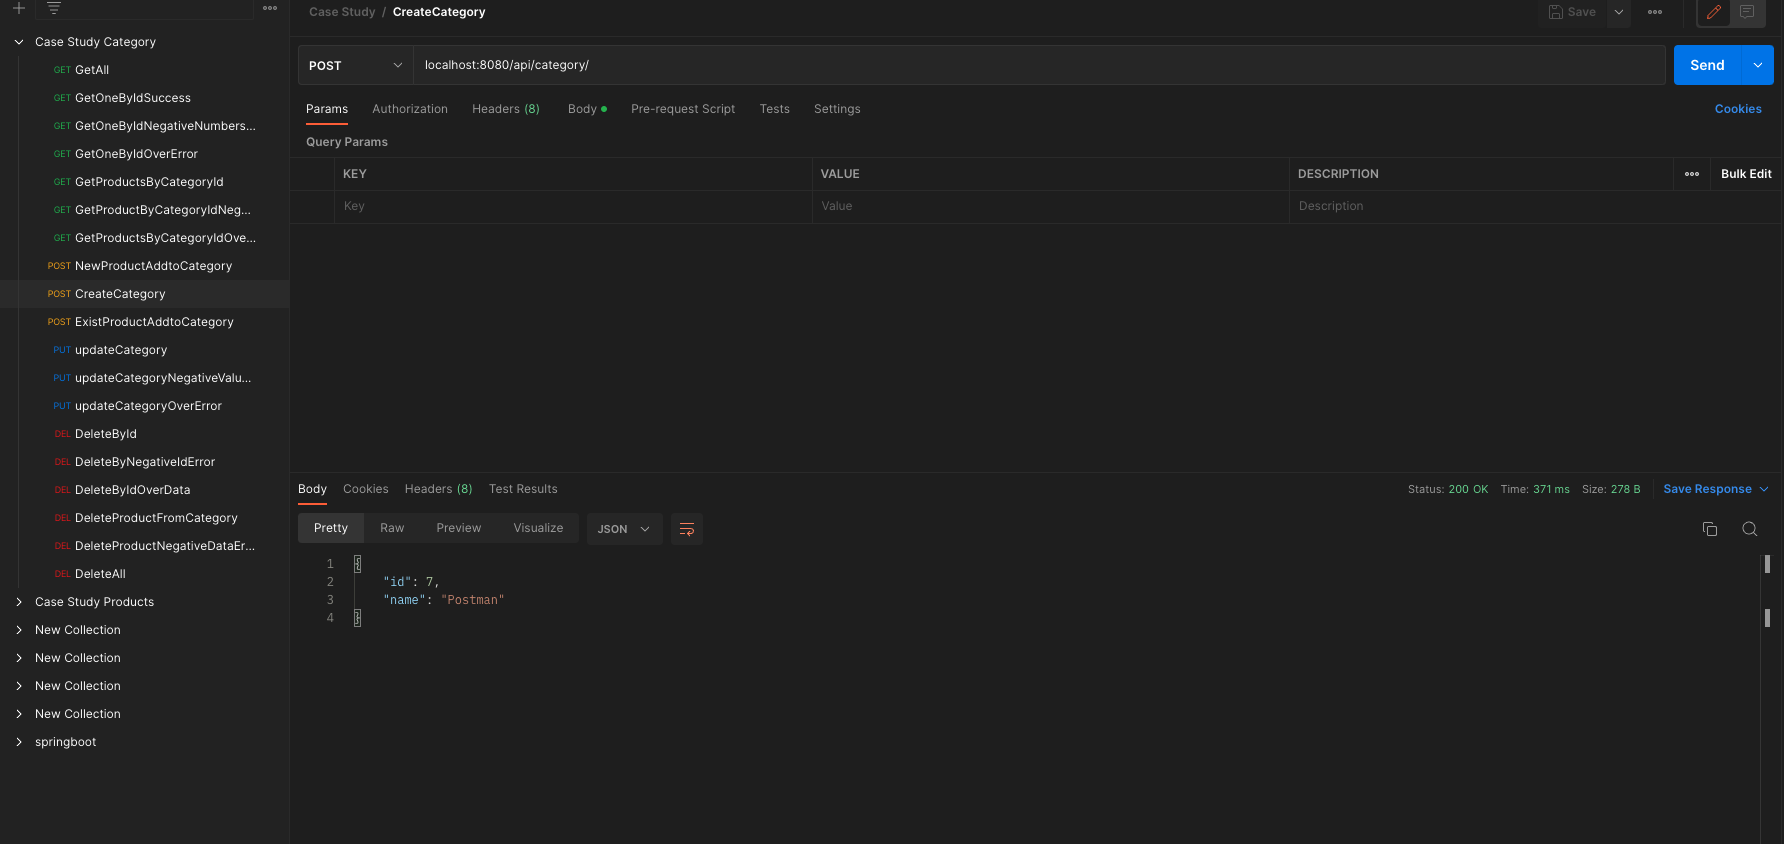 Case Study / CreateCategory
Save
Case Study Category
GET GetAll
GET GetOneByIdSuccess
GET GetOneByIdNegativeNumbers...
GET GetOneByIdOverError
GET GetProductsByCategoryId
GET GetProductByCategoryIdNeg...
GET GetProductsByCategoryIdOve...
POST NewProductAddtoCategory
POST CreateCategory
POST ExistProductAddtoCategory
PUT updateCategory
PUT updateCategoryNegativeValu...
PUT updateCategoryOverError
DEL DeleteById
DEL DeleteByNegativeIdError
DEL DeleteByIdOverData
DEL DeleteProductFromCategory
DEL DeleteProductNegativeDataEr...
DEL DeleteAll
Case Study Products
New Collection
New Collection
New Collection
New Collection
springboot
POST localhost:8080/api/category/ Send
Params Authorization Headers (8) Body Pre-request Script Tests Settings Cookies
Query Params
KEY VALUE DESCRIPTION Bulk Edit
Key Value Description
Body Cookies Headers (8) Test Results Status: 200 OK Time: 371 ms Size: 278 B Save Response
Pretty Raw Preview Visualize JSON
1 {
2 "id": 7,
3 "name": "Postman"
4 }